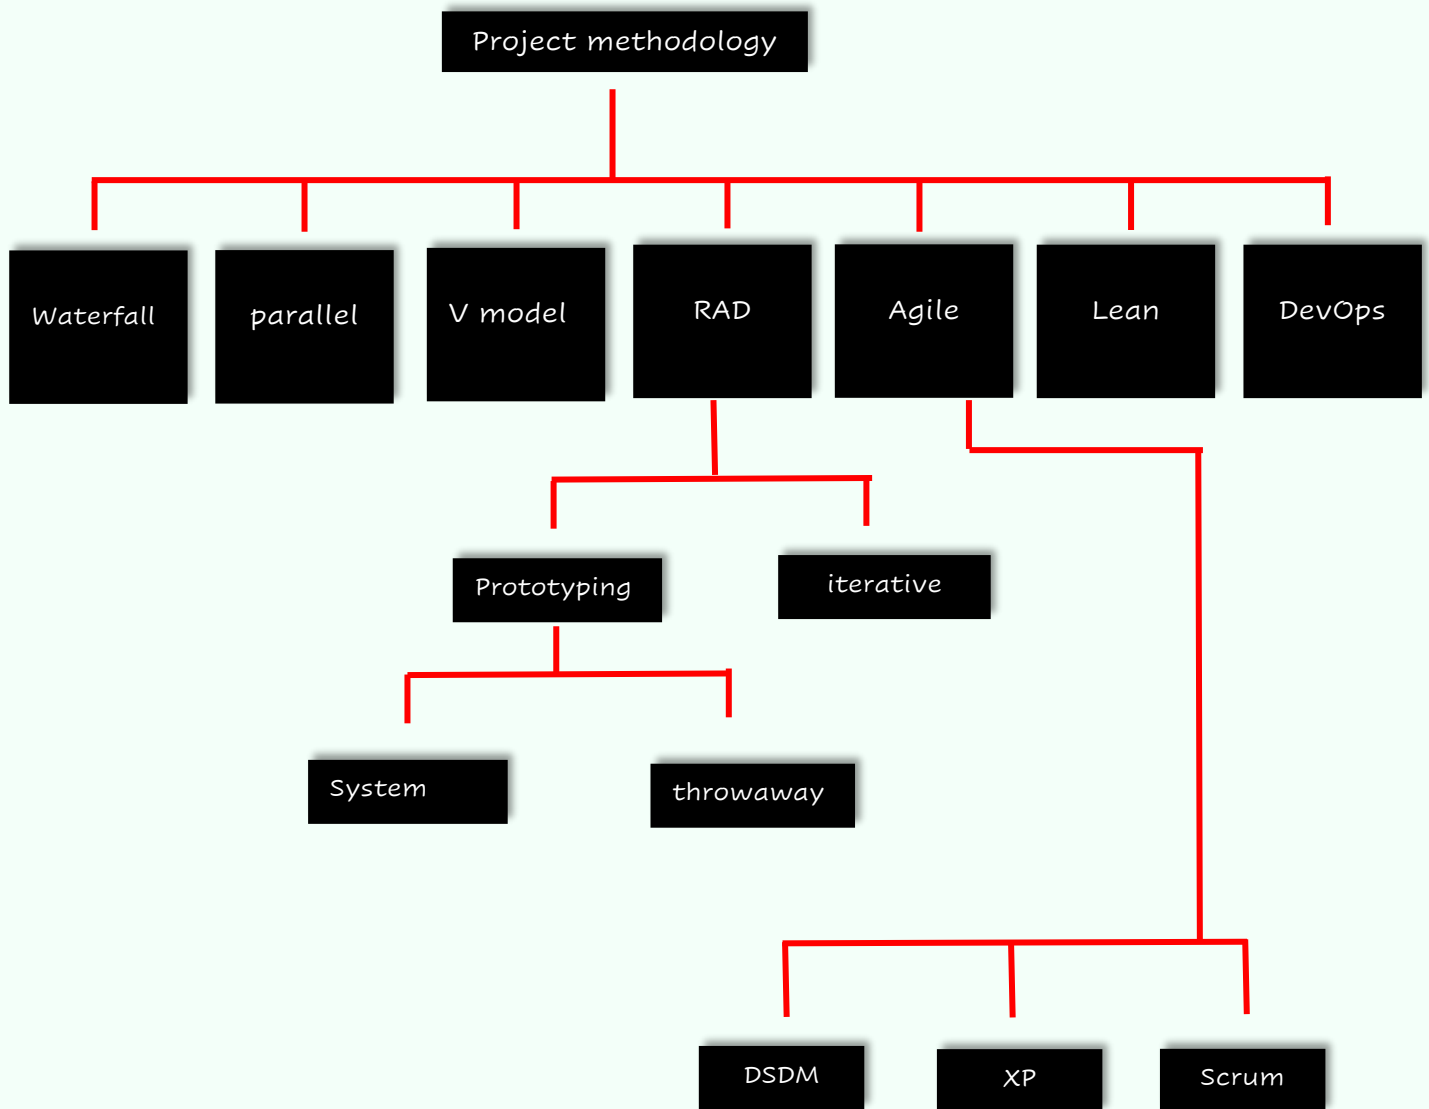 Project methodology
Waterfall
parallel
V model
RAD
Agile
Lean
DevOps
Prototyping
iterative
System
throwaway
DSDM
XP
Scrum